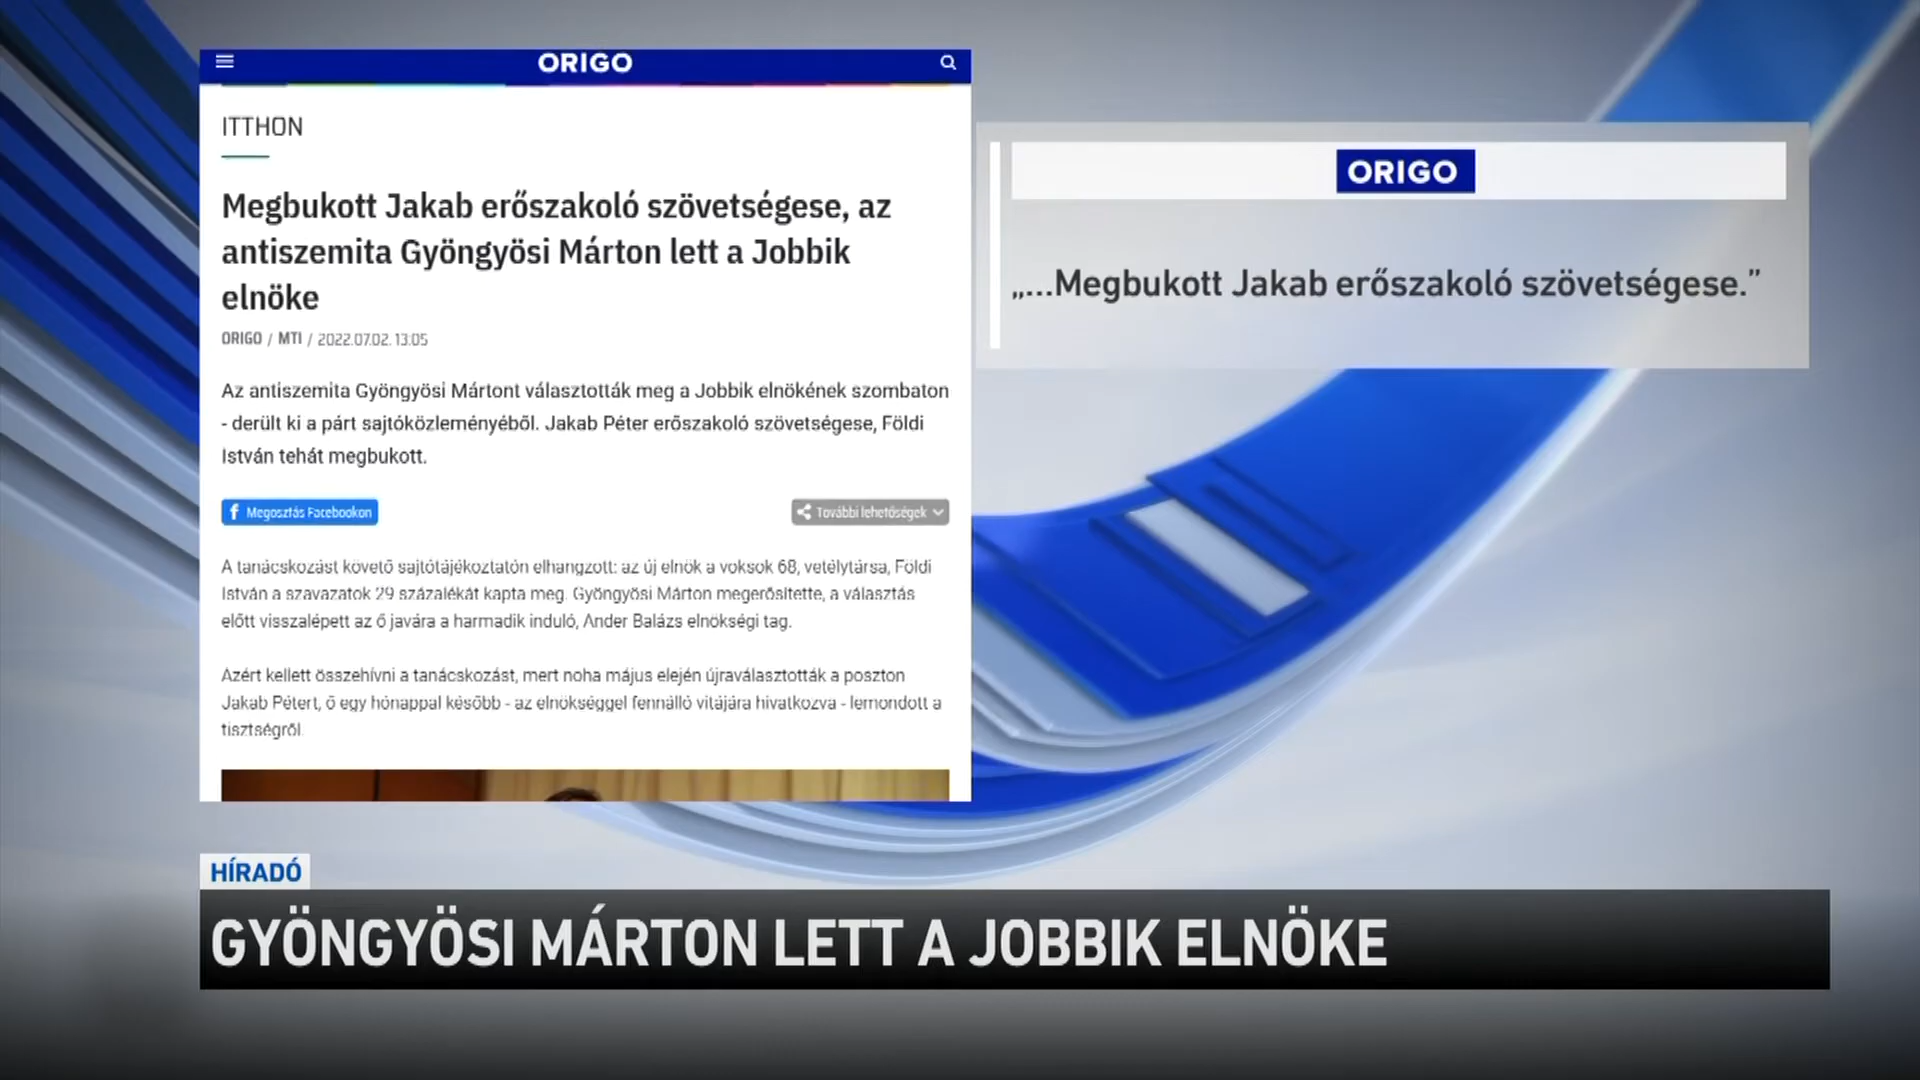 ORIGO
ITTHON
Megbukott Jakab erőszakoló szövetségese, az
antiszemita Gyöngyösi Márton lett a Jobbik
elnöke
ORIGO / MTI / 2022.07.02. 13:05
Az antiszemita Gyöngyösi Mártont választották meg a Jobbik elnökének szombaton
- derült ki a párt sajtóközleményéből. Jakab Péter erőszakoló szövetségese, Földi
István tehát megbukott.
Megosztás Facebookon
További lehetőségek
A tanácskozást követő sajtótájékoztatón elhangzott: az új elnök a voksok 68, vetélytársa, Földi
István a szavazatok 29 százalékát kapta meg. Gyöngyösi Márton megerősítette, a választás
előtt visszalépett az ő javára a harmadik induló, Ander Balázs elnökségi tag.
Azért kellett összehívni a tanácskozást, mert noha május elején újraválasztották a poszton
Jakab Pétert, ő egy hónappal később - az elnökséggel fennálló vitájára hivatkozva - lemondott a
tisztségről.
ORIGO
„...Megbukott Jakab erőszakoló szövetségese.”
HÍRADÓ
GYÖNGYÖSI MÁRTON LETT A JOBBIK ELNÖKE